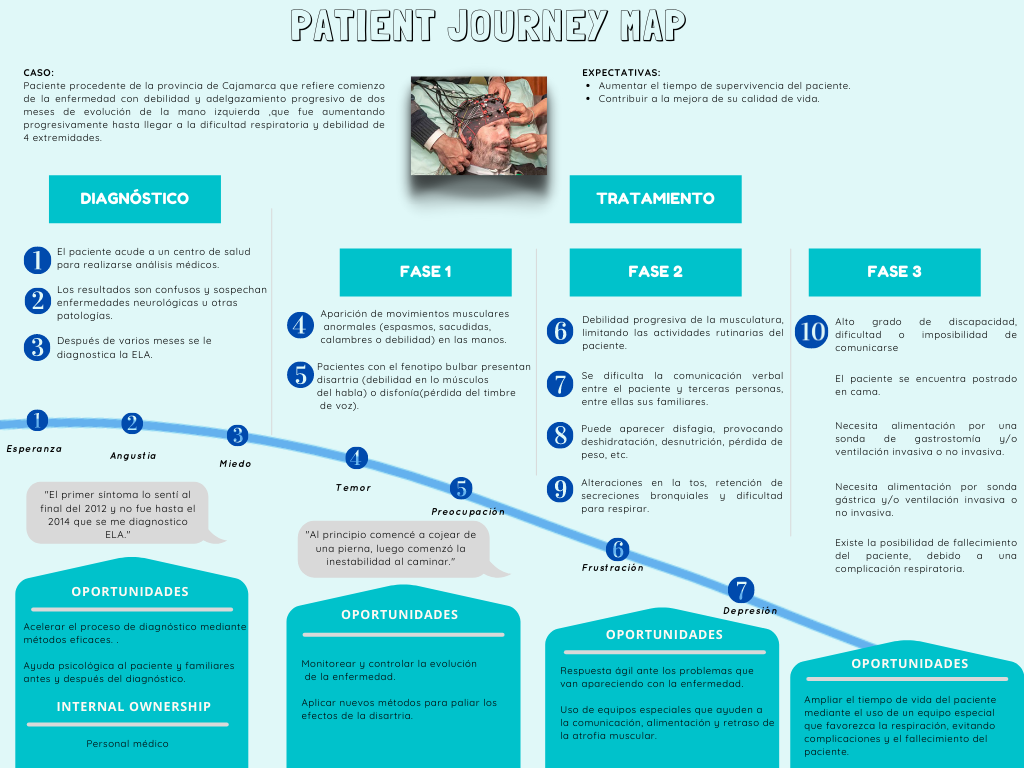 PATIENT JOURNEY MAP
CASO:
Paciente procedente de la provincia de Cajamarca que refiere comienzo
de la enfermedad con debilidad y adelgazamiento progresivo de dos
meses de evolución de la mano izquierda ,que fue aumentando
progresivamente hasta llegar a la dificultad respiratoria y debilidad de
4 extremidades.
EXPECTATIVAS:
• Aumentar el tiempo de supervivencia del paciente.
• Contribuir a la mejora de su calidad de vida.
DIAGNÓSTICO
1
El paciente acude a un centro de salud
para realizarse análisis médicos.
2
Los resultados son confusos y sospechan
enfermedades neurológicas u otras
patologías.
3
Después de varios meses se le
diagnostica la ELA.
TRATAMIENTO
FASE 1
4
Aparición de movimientos musculares
anormales (espasmos, sacudidas,
calambres o debilidad) en las manos.
5
Pacientes con el fenotipo bulbar presentan
disartria (debilidad en lo músculos
del habla) o disfonía(pérdida del timbre
de voz).
FASE 2
6
Debilidad progresiva de la musculatura,
limitando las actividades rutinarias del
paciente.
7
Se dificulta la comunicación verbal
entre el paciente y terceras personas,
entre ellas sus familiares.
8
Puede aparecer disfagia, provocando
deshidratación, desnutrición, pérdida de
peso, etc.
9
Alteraciones en la tos, retención de
secreciones bronquiales y dificultad
para respirar.
FASE 3
10
Alto grado de discapacidad,
dificultad o imposibilidad de
comunicarse
El paciente se encuentra postrado
en cama.
Necesita alimentación por una
sonda de gastrostomía y/o
ventilación invasiva o no invasiva.
Necesita alimentación por sonda
gástrica y/o ventilación invasiva o
no invasiva.
Existe la posibilidad de fallecimiento
del paciente, debido a una
complicación respiratoria.
1
Esperanza
2
Angustia
3
Miedo
4
Temor
5
Preocupación
6
Frustración
7
Depresión
"El primer síntoma lo sentí al
final del 2012 y no fue hasta el
2014 que se me diagnostico
ELA."
"Al principio comencé a cojear de
una pierna, luego comenzó la
inestabilidad al caminar."
OPORTUNIDADES
Acelerar el proceso de diagnóstico mediante
métodos eficaces. .
Ayuda psicológica al paciente y familiares
antes y después del diagnóstico.
INTERNAL OWNERSHIP
Personal médico
OPORTUNIDADES
Monitorear y controlar la evolución
de la enfermedad.
Aplicar nuevos métodos para paliar los
efectos de la disartria.
OPORTUNIDADES
Respuesta ágil ante los problemas que
van apareciendo con la enfermedad.
Uso de equipos especiales que ayuden a
la comunicación, alimentación y retraso de
la atrofia muscular.
OPORTUNIDADES
Ampliar el tiempo de vida del paciente
mediante el uso de un equipo especial
que favorezca la respiración, evitando
complicaciones y el fallecimiento del
paciente.